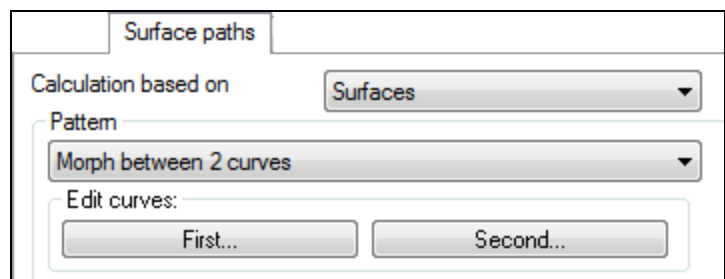 Surface paths
Calculation based on Surfaces
Pattern
Morph between 2 curves
Edit curves:
First... Second...